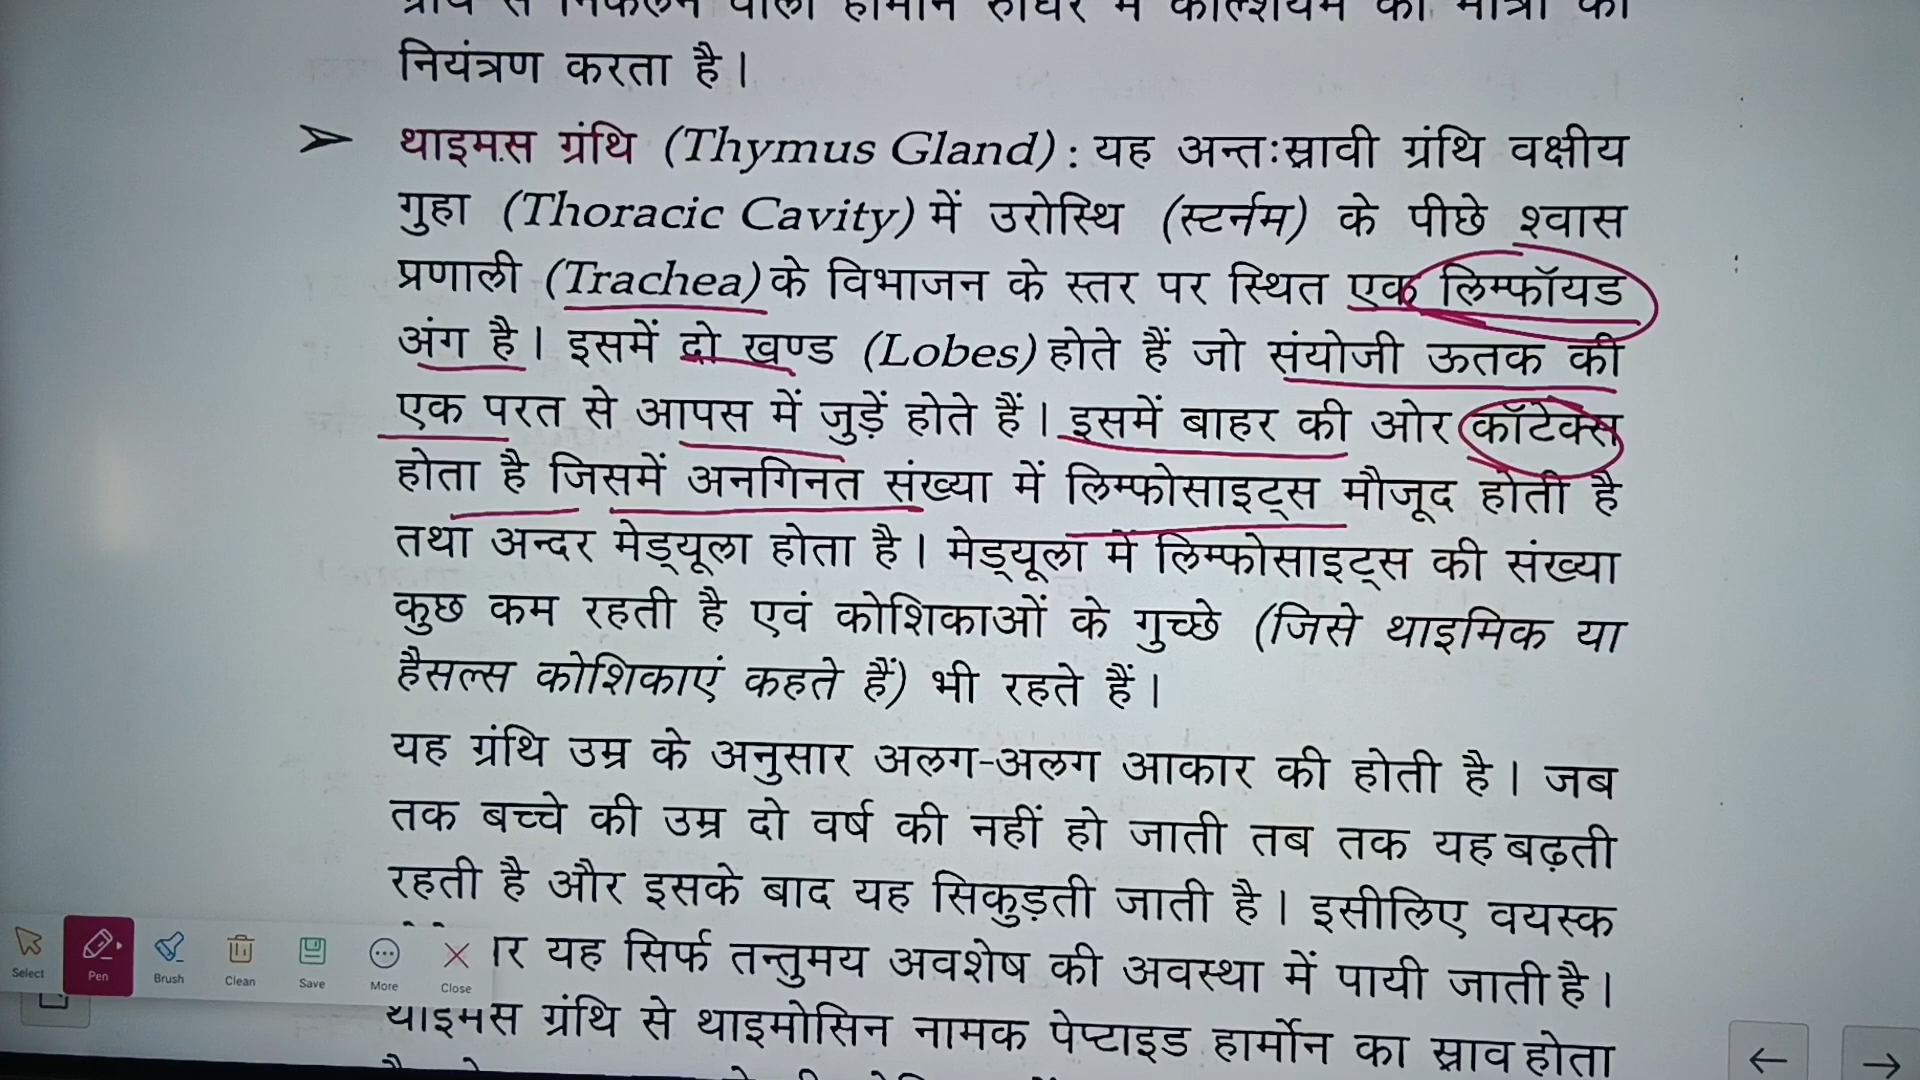 नियंत्रण करता है।
➢ थाइमस ग्रंथि (Thymus Gland) : यह अन्तःस्रावी ग्रंथि वक्षीय
गुहा (Thoracic Cavity) में उरोस्थि (स्टर्नम) के पीछे श्वास
प्रणाली (Trachea) के विभाजन के स्तर पर स्थित एक लिम्फॉयड
अंग है। इसमें दो खण्ड (Lobes) होते हैं जो संयोजी ऊतक की
एक परत से आपस में जुड़ें होते हैं। इसमें बाहर की ओर कॉटेक्स
होता है जिसमें अनगिनत संख्या में लिम्फोसाइट्स मौजूद होती है
तथा अन्दर मेड्यूला होता है। मेड्यूला में लिम्फोसाइट्स की संख्या
कुछ कम रहती है एवं कोशिकाओं के गुच्छे (जिसे थाइमिक या
हैसल्स कोशिकाएं कहते हैं) भी रहते हैं।
यह ग्रंथि उम्र के अनुसार अलग-अलग आकार की होती है। जब
तक बच्चे की उम्र दो वर्ष की नहीं हो जाती तब तक यह बढ़ती
रहती है और इसके बाद यह सिकुड़ती जाती है। इसीलिए वयस्क
यह सिर्फ तन्तुमय अवशेष की अवस्था में पायी जाती है।
थाइमस ग्रंथि से थाइमोसिन नामक पेप्टाइड हार्मोन का स्राव होता
Select Pen Brush Clean Save More Close